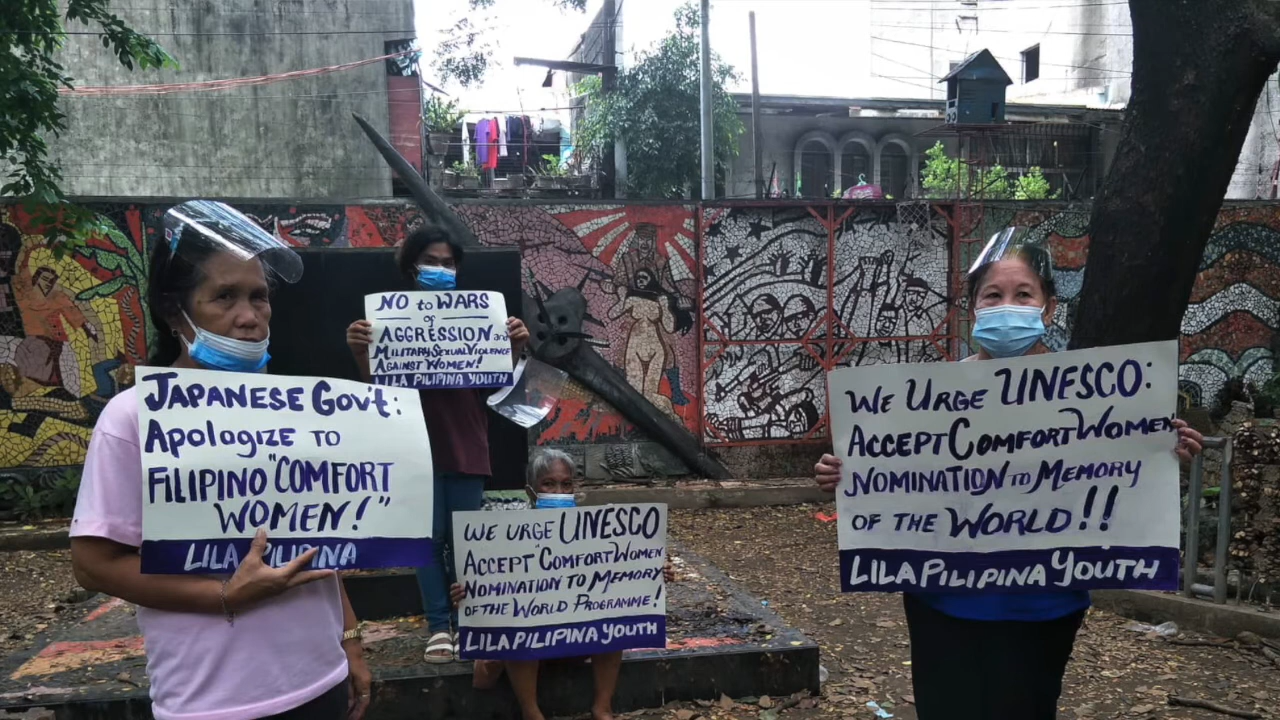 JAPANESE GOVT:
APOLOGIZE TO
FILIPINO "COMFORT
WOMEN!"
LILA PILIPINA
NO to WARS
of
AGGRESSION and
MILITARY SEXUAL VIOLENCE
AGAINST WOMEN!
LILA PILIPINA YOUTH
WE URGE UNESCO
ACCEPT "COMFORT WOMEN
NOMINATION TO MEMORY
OF THE WORLD PROGRAMME!
LILA PILIPINA YOUTH
WE URGE UNESCO:
ACCEPT COMFORT WOMEN
NOMINATION TO MEMORY
OF THE WORLD!!
LILA PILIPINA YOUTH